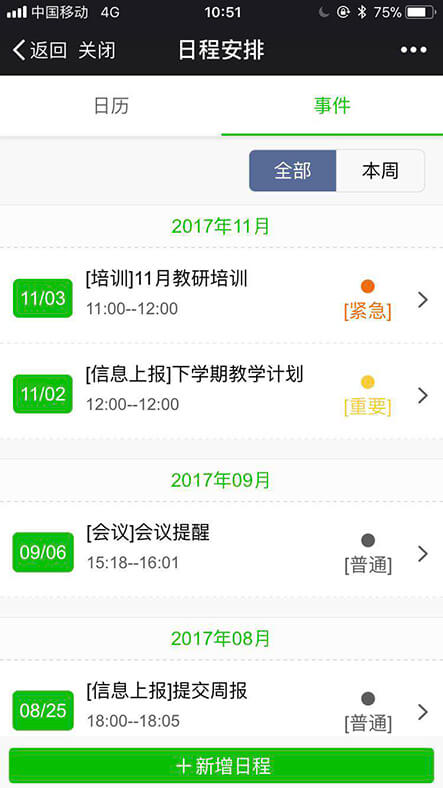 中国移动 4G 10:51 75%
返回 关闭 日程安排
日历 事件
全部 本周
2017年11月
[培训]11月教研培训
11/03
11:00--12:00
[紧急]
[信息上报]下学期教学计划
11/02
12:00--12:00
[重要]
2017年09月
[会议]会议提醒
09/06
15:18--16:01
[普通]
2017年08月
[信息上报]提交周报
08/25
18:00--18:05
[普通]
+新增日程